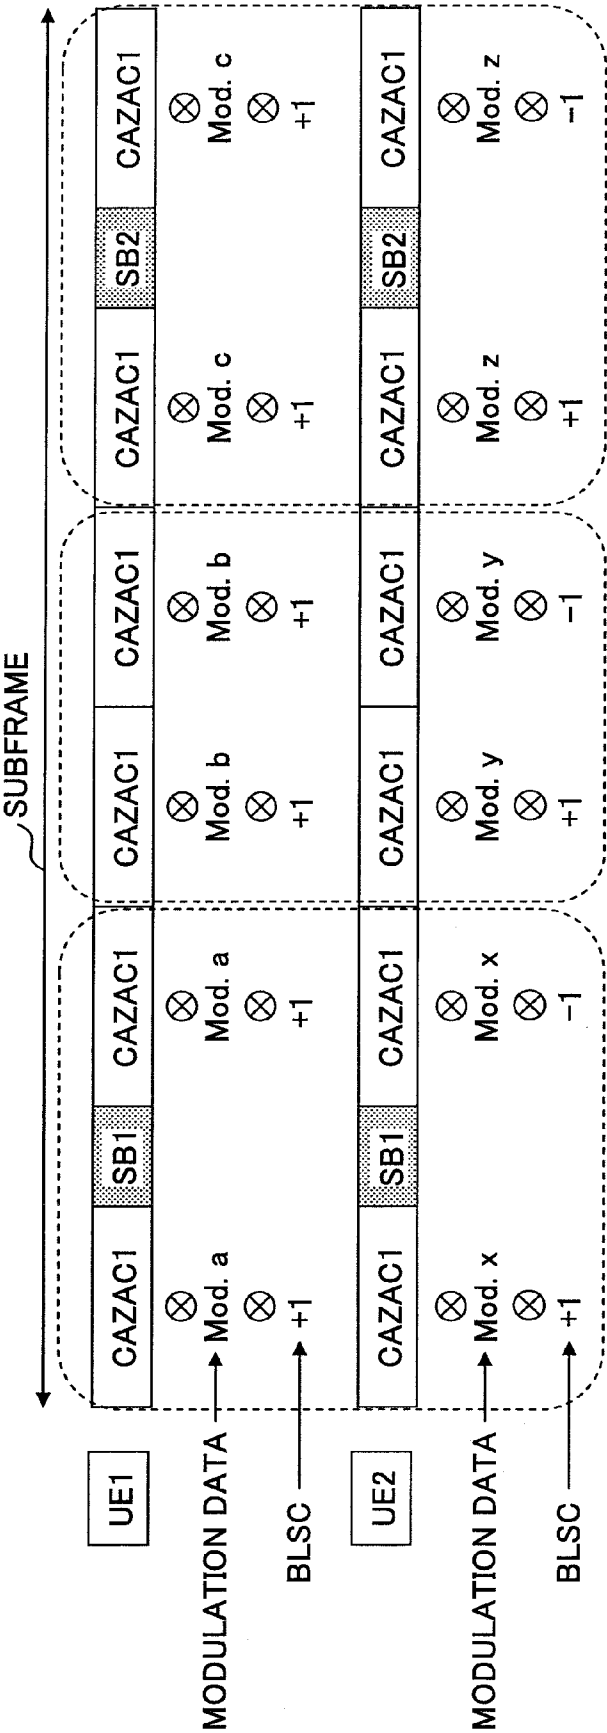 SUBFRAME
UE1 CAZAC1 SB1 CAZAC1 CAZAC1 CAZAC1 CAZAC1 SB2 CAZAC1
MODULATION DATA Mod. a Mod. a Mod. b Mod. b Mod. c Mod. c
BLSC +1 +1 +1 +1 +1 +1
UE2 CAZAC1 SB1 CAZAC1 CAZAC1 CAZAC1 CAZAC1 SB2 CAZAC1
MODULATION DATA Mod. x Mod. x Mod. y Mod. y Mod. z Mod. z
BLSC +1 -1 +1 -1 +1 -1